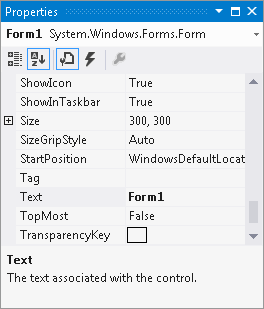 Properties
Form1 System.Windows.Forms.Form
ShowIcon True
ShowInTaskbar True
Size 300, 300
SizeGripStyle Auto
StartPosition WindowsDefaultLocat
Tag
Text Form1
TopMost False
TransparencyKey
Text
The text associated with the control.